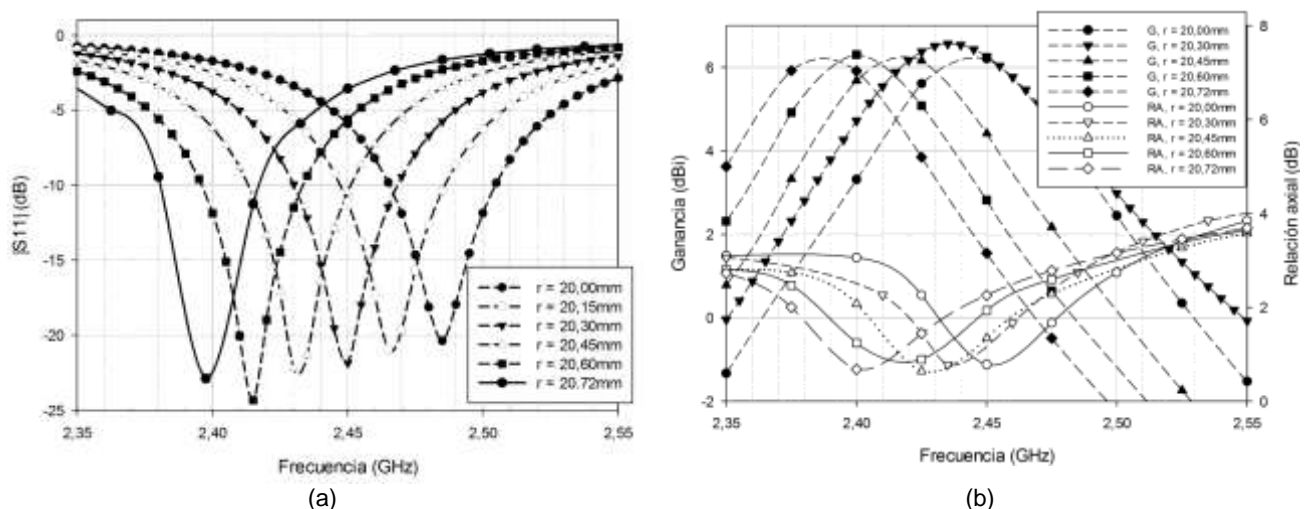 0
-5
-10
-15
-20
-25
|S11| (dB)
2,35
2,40
2,45
2,50
2,55
Frecuencia (GHz)
r = 20,00mm
r = 20,15mm
r = 20,30mm
r = 20,45mm
r = 20,60mm
r = 20.72mm
(a)
6
4
2
0
-2
Ganancia (dBi)
2,35
2,40
2,45
2,50
2,55
Frecuencia (GHz)
8
6
4
2
0
Relación axial (dB)
G, r = 20,00mm
G, r = 20,30mm
G, r = 20,45mm
G, r = 20,60mm
G, r = 20,72mm
RA, r = 20,00mm
RA, r = 20,30mm
RA, r = 20,45mm
RA, r = 20,60mm
RA, r = 20,72mm
(b)